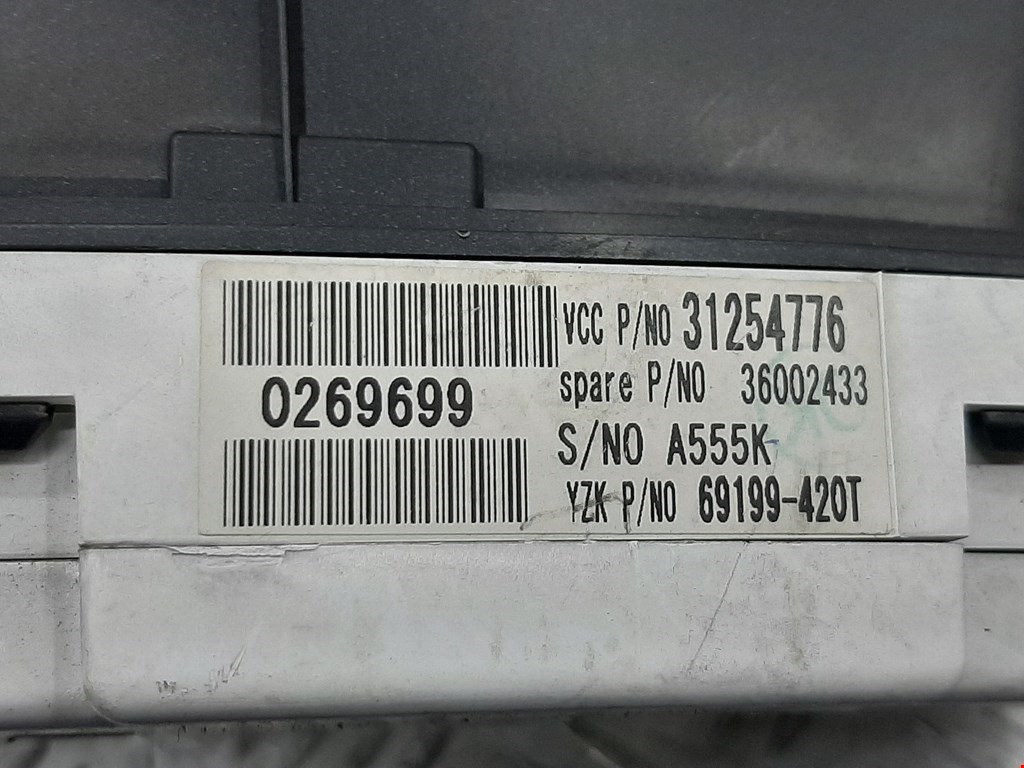 VCC P/NO 31254776
spare P/NO 36002433
0269699
S/NO A555K
YZK P/NO 69199-420T